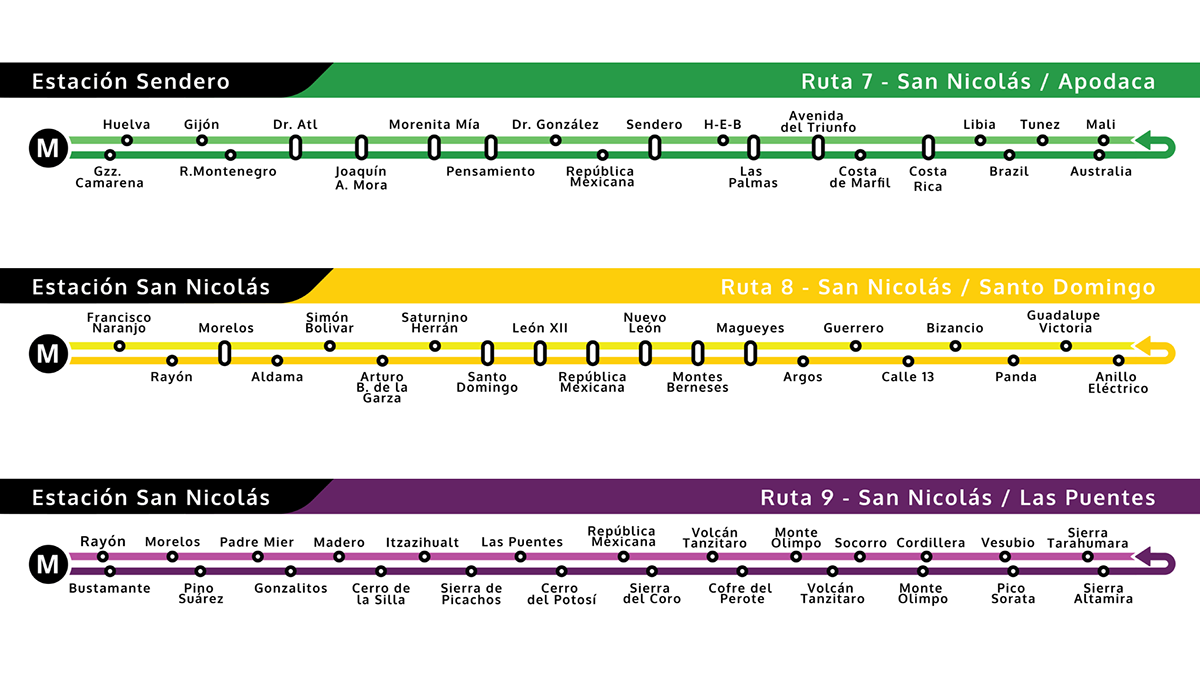 Estación Sendero
Ruta 7 - San Nicolás / Apodaca
M
Huelva
Gijón
Dr. Atl
Morenita Mía
Dr. González
Sendero
H-E-B
Avenida
del Triunfo
Libia
Tunez
Mali
Gzz.
Camarena
R.Montenegro
Joaquín
A. Mora
Pensamiento
República
Mexicana
Las
Palmas
Costa
de Marfil
Costa
Rica
Brazil
Australia
Estación San Nicolás
Ruta 8 - San Nicolás / Santo Domingo
M
Francisco
Naranjo
Morelos
Simón
Bolivar
Saturnino
Herrán
León XII
Nuevo
León
Magueyes
Guerrero
Bizancio
Guadalupe
Victoria
Rayón
Aldama
Arturo
B. de la
Garza
Santo
Domingo
República
Mexicana
Montes
Berneses
Argos
Calle 13
Panda
Anillo
Eléctrico
Estación San Nicolás
Ruta 9 - San Nicolás / Las Puentes
M
Rayón
Morelos
Padre Mier
Madero
Itzazihualt
Las Puentes
República
Mexicana
Volcán
Tanzitaro
Monte
Olimpo
Socorro
Cordillera
Vesubio
Sierra
Tarahumara
Bustamante
Pino
Suárez
Gonzalitos
Cerro de
la Silla
Sierra de
Picachos
Cerro
del Potosí
Sierra
del Coro
Cofre del
Perote
Volcán
Tanzitaro
Monte
Olimpo
Pico
Sorata
Sierra
Altamira